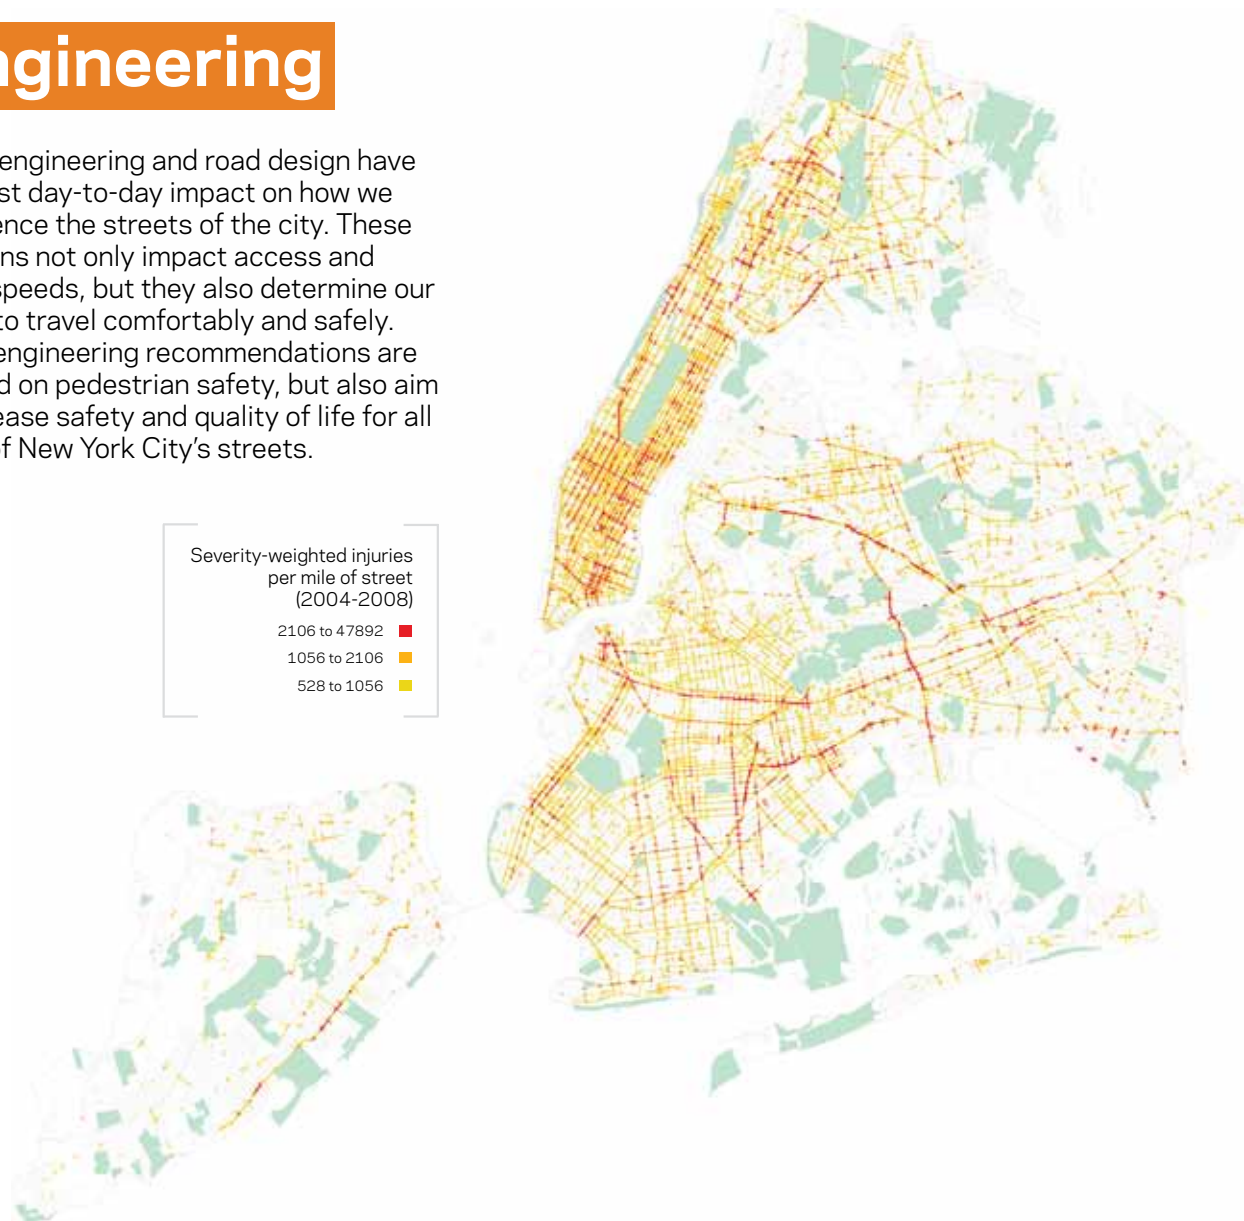 ngineering
engineering and road design have
st day-to-day impact on how we
ence the streets of the city. These
ns not only impact access and
speeds, but they also determine our
to travel comfortably and safely.
engineering recommendations are
d on pedestrian safety, but also aim
ease safety and quality of life for all
of New York City's streets.
Severity-weighted injuries
per mile of street
(2004-2008)
2106 to 47892
1056 to 2106
528 to 1056